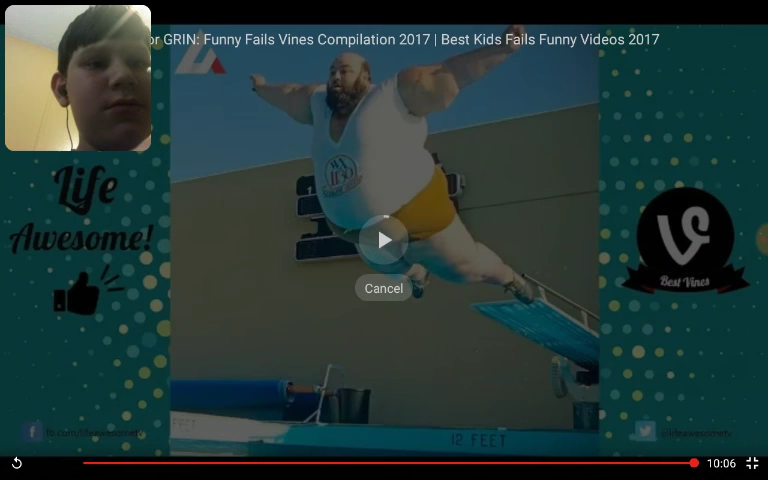 or GRIN: Funny Fails Vines Compilation 2017 | Best Kids Fails Funny Videos 2017
Life
Awesome!
Best Vines
Cancel
12 FEET
10:06